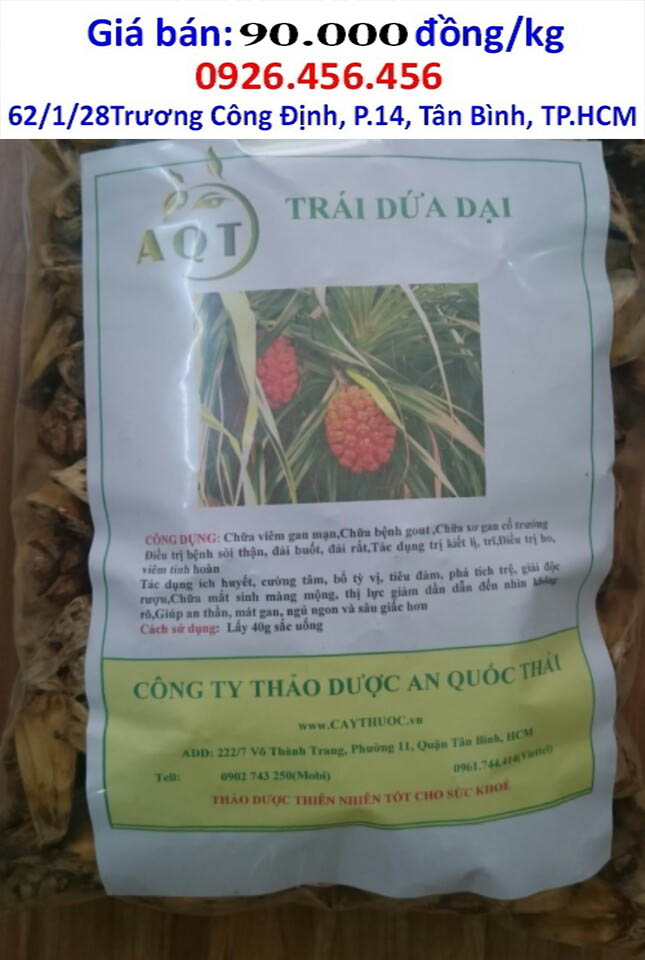 Giá bán: 90.000 đồng/kg
0926.456.456
62/1/28Trương Công Định, P.14, Tân Bình, TP.HCM
AQT
TRÁI DỨA DẠI
CÔNG DỤNG: Chữa viêm gan mạn,Chữa bệnh gout ,Chữa xơ gan cổ trướng
Điều trị bệnh sỏi thận, đái buốt, đái rắt,Tác dụng trị kiết lị, trĩ,Điều trị ho,
viêm tinh hoàn
Tác dụng ích huyết, cường tâm, bổ tỳ vị, tiêu đàm, phá tích trệ, giải độc
rượu,Chữa mắt sinh màng mộng, thị lực giảm dần dẫn đến nhìn không
rõ,Giúp an thần, mát gan, ngủ ngon và sâu giấc hơn
Cách sử dụng: Lấy 40g sắc uống
CÔNG TY THẢO DƯỢC AN QUỐC THÁI
www.CAYTHUOC.vn
ADD: 222/7 Võ Thành Trang, Phường 11, Quận Tân Bình, HCM
Tell: 0902 743 250(Mobi) 0961.744.414(Viettel)
THẢO DƯỢC THIÊN NHIÊN TỐT CHO SỨC KHOẺ